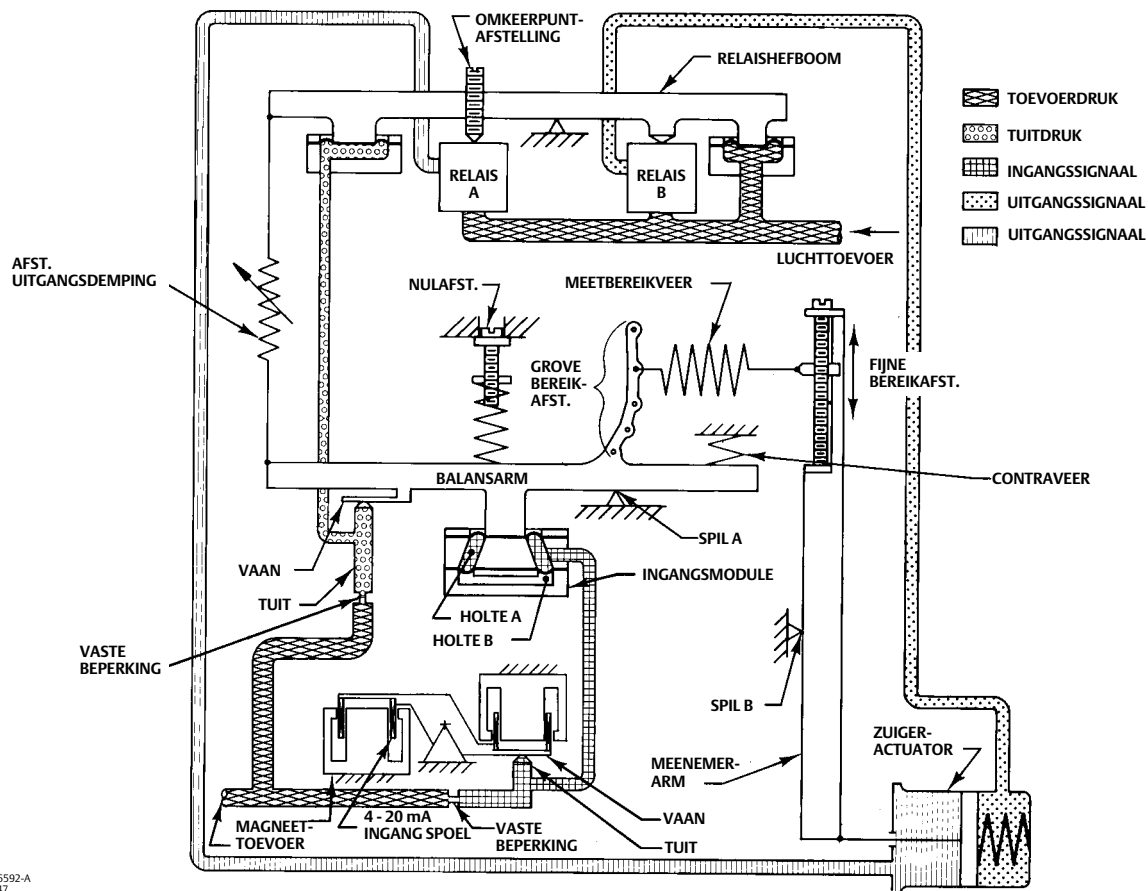 OMKEERPUNT-
AFSTELLING
RELAISHEFBOOM
TOEVOERDRUK
TUITDRUK
INGANGSSIGNAAL
UITGANGSSIGNAAL
UITGANGSSIGNAAL
RELAIS
A
RELAIS
B
LUCHTTOEVOER
AFST.
UITGANGSDEMPING
NULAFST.
MEETBEREIKVEER
GROVE
BEREIK-
AFST.
FIJNE
BEREIKAFST.
BALANSARM
CONTRAVEER
SPIL A
VAAN
INGANGSMODULE
TUIT
HOLTE A
HOLTE B
VASTE
BEPERKING
SPIL B
ZUIGER-
ACTUATOR
MEENEMER-
ARM
MAGNEET-
TOEVOER
4 - 20 mA
INGANG SPOEL
VASTE
BEPERKING
VAAN
TUIT
5592-A
47